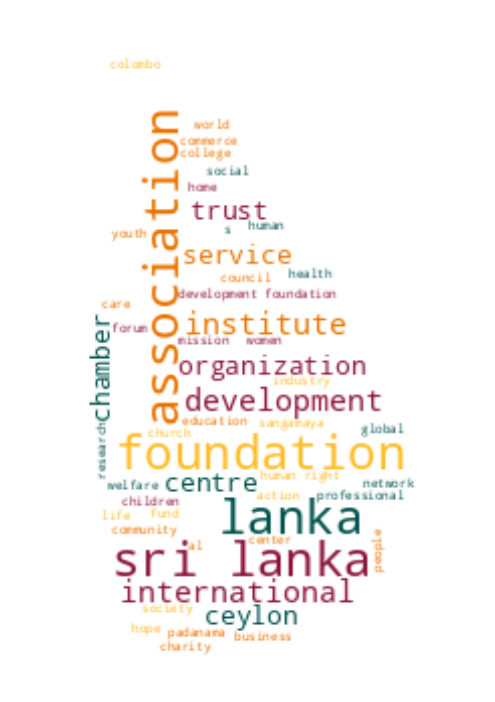 colombo
world
commerce
college
social
home
trust
s human
youth
association
service
council health
development foundation
care
institute
forum
mission women
chamber
organization
industry
development
education sangamaya
global
church
research
foundation
human right
welfare centre network
children action professional
life fund lanka
community
al center
people
sri lanka
international
society
ceylon
hope padanama business
charity